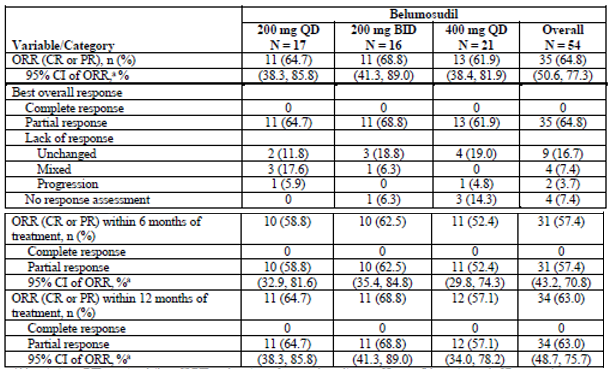 Belumosudil
Variable/Category 200 mg QD N = 17 200 mg BID N = 16 400 mg QD N = 21 Overall N = 54
ORR (CR or PR), n (%) 11 (64.7) 11 (68.8) 13 (61.9) 35 (64.8)
95% CI of ORR,ᵃ % (38.3, 85.8) (41.3, 89.0) (38.4, 81.9) (50.6, 77.3)
Best overall response
Complete response 0 0 0 0
Partial response 11 (64.7) 11 (68.8) 13 (61.9) 35 (64.8)
Lack of response
Unchanged 2 (11.8) 3 (18.8) 4 (19.0) 9 (16.7)
Mixed 3 (17.6) 1 (6.3) 0 4 (7.4)
Progression 1 (5.9) 0 1 (4.8) 2 (3.7)
No response assessment 0 1 (6.3) 3 (14.3) 4 (7.4)
ORR (CR or PR) within 6 months of 10 (58.8) 10 (62.5) 11 (52.4) 31 (57.4)
treatment, n (%)
Complete response 0 0 0 0
Partial response 10 (58.8) 10 (62.5) 11 (52.4) 31 (57.4)
95% CI of ORR, %ᵃ (32.9, 81.6) (35.4, 84.8) (29.8, 74.3) (43.2, 70.8)
ORR (CR or PR) within 12 months of 11 (64.7) 11 (68.8) 12 (57.1) 34 (63.0)
treatment, n (%)
Complete response 0 0 0 0
Partial response 11 (64.7) 11 (68.8) 12 (57.1) 34 (63.0)
95% CI of ORR, %ᵃ (38.3, 85.8) (41.3, 89.0) (34.0, 78.2) (48.7, 75.7)